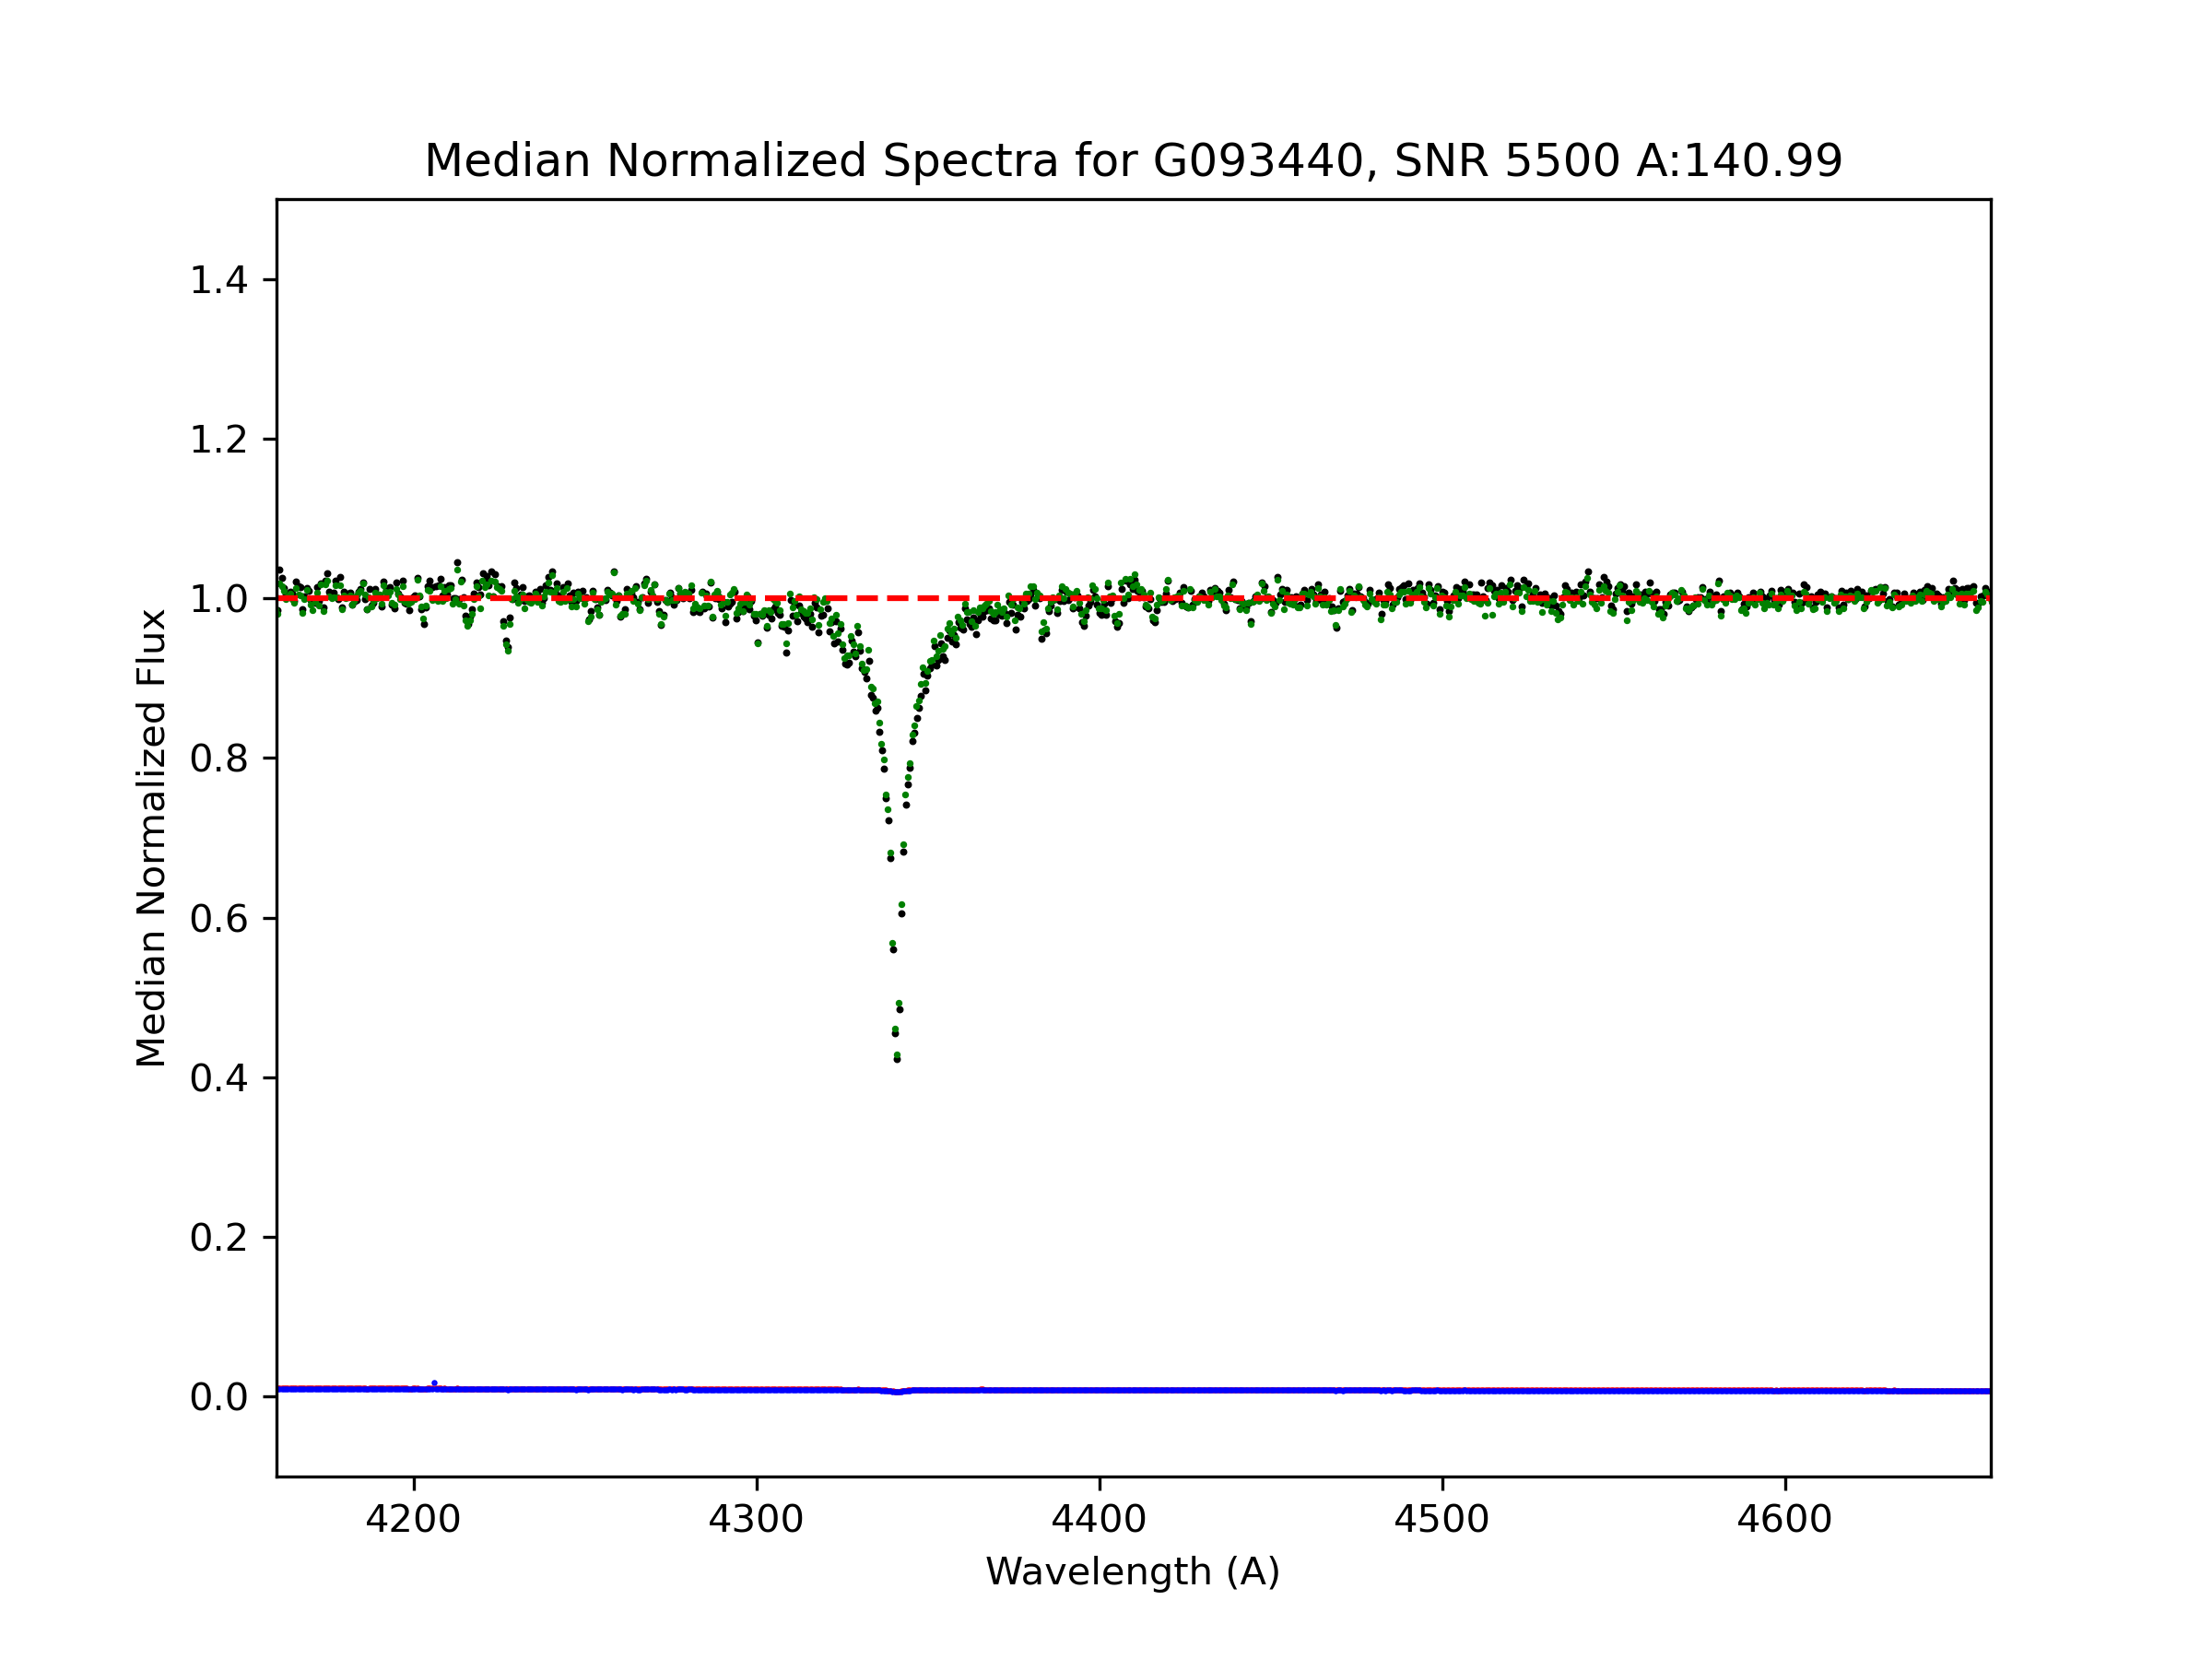 Median Normalized Spectra for G093440, SNR 5500 A:140.99
Median Normalized Flux
1.4
1.2
1.0
0.8
0.6
0.4
0.2
0.0
4200 4300 4400 4500 4600
Wavelength (A)